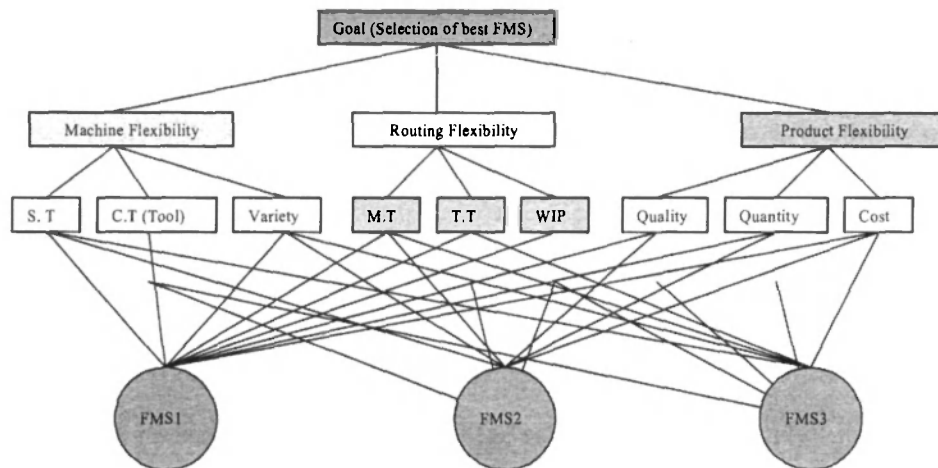 Goal (Selection of best FMS)
Machine Flexibility
Routing Flexibility
Product Flexibility
S. T
C.T (Tool)
Variety
M.T
T.T
WIP
Quality
Quantity
Cost
FMS1
FMS2
FMS3